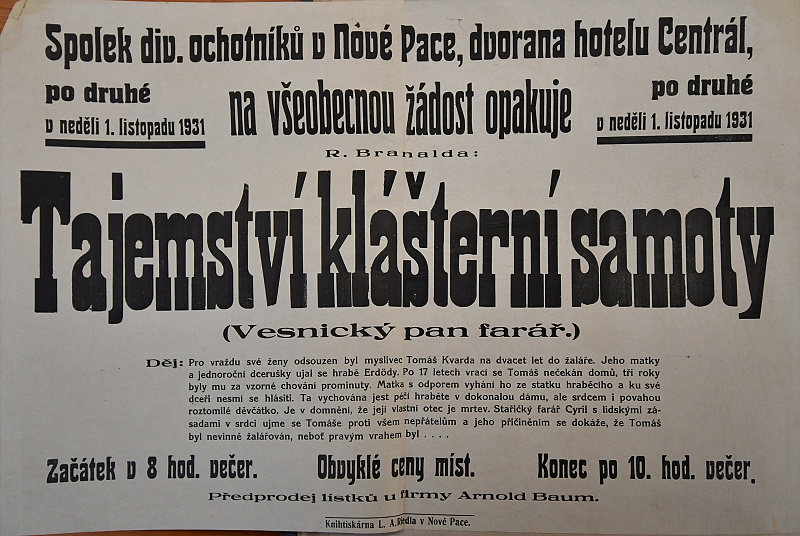 Spolek div. ochotníků v Nové Pace, dvorana hotelu Centrál,
po druhé
v neděli 1. listopadu 1931
na všeobecnou žádost opakuje
po druhé
v neděli 1. listopadu 1931
R. Branalda:
Tajemství klášterní samoty
(Vesnický pan farář.)
Děj: Pro vraždu své ženy odsouzen byl myslivec Tomáš Kvarda na dvacet let do žaláře. Jeho matky
a jednoroční dcerušky ujal se hrabě Erdödy. Po 17 letech vrací se Tomáš nečekán domů, tři roky
byly mu za vzorné chování prominuty. Matka s odporem vyhání ho ze statku hraběcího a ku své
dceři nesmí se hlásiti. Ta vychována jest péčí hraběte v dokonalou dámu, ale srdcem i povahou
roztomilé děvčátko. Je v domnění, že její vlastní otec je mrtev. Stařičký farář Cyril s lidskými zá-
sadami v srdci ujme se Tomáše proti všem nepřátelům a jeho přičiněním se dokáže, že Tomáš
byl nevinně žalářován, neboť pravým vrahem byl . . . .
Začátek v 8 hod. večer. Obvyklé ceny míst. Konec po 10. hod. večer.
Předprodej lístků u firmy Arnold Baum.
Knihtiskárna L. A. Riedla v Nové Pace.